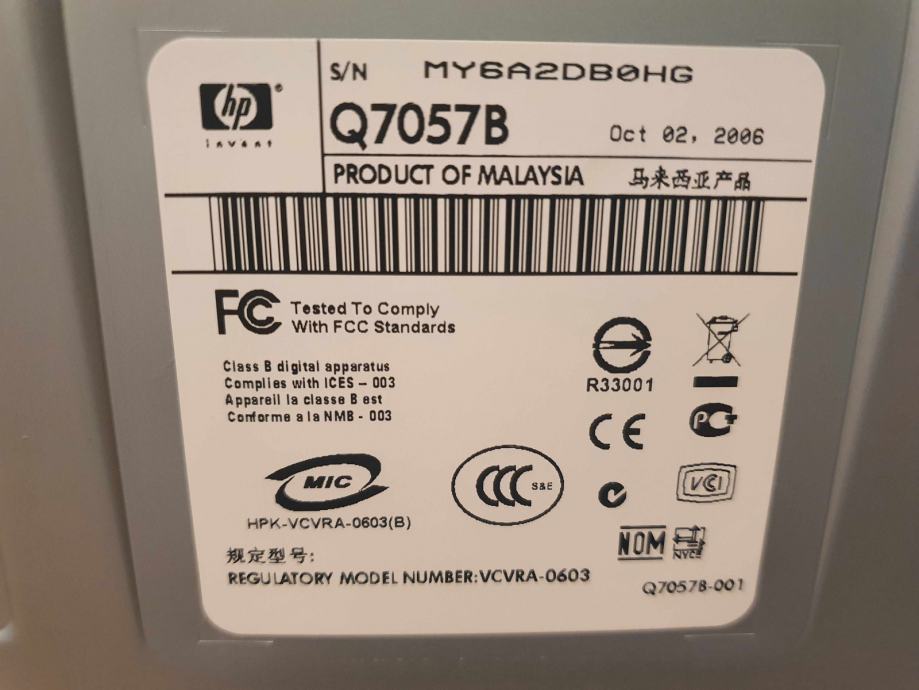 S/N MY6A2DB0HG
hp
invent
Q7057B Oct 02, 2006
PRODUCT OF MALAYSIA 马来西亚产品
FC Tested To Comply
With FCC Standards
Class B digital apparatus
Complies with ICES - 003
Appareil la classe B est
Conforme a la NMB - 003
R33001
CE
PCT
MIC
CCC S&E
VCI
HPK-VCVRA-0603(B)
NOM NYCE
规定型号:
REGULATORY MODEL NUMBER:VCVRA-0603
Q7057B-001